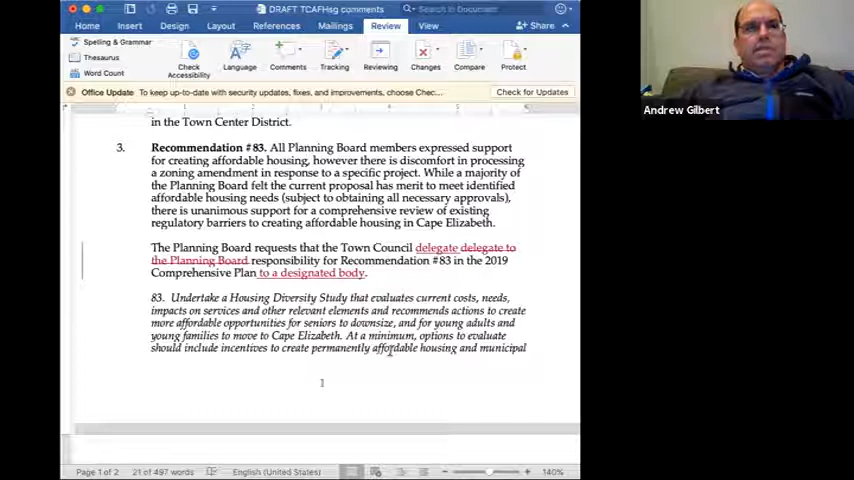 DRAFT TCAFHsg comments
Search in Document
Home Insert Design Layout References Mailings Review View Share
Spelling & Grammar
Thesaurus
Word Count
Check Accessibility
Language
Comments
Tracking
Reviewing
Changes
Compare
Protect
Office Update To keep up-to-date with security updates, fixes, and improvements, choose Chec... Check for Updates
in the Town Center District.
3. Recommendation #83. All Planning Board members expressed support
for creating affordable housing, however there is discomfort in processing
a zoning amendment in response to a specific project. While a majority of
the Planning Board felt the current proposal has merit to meet identified
affordable housing needs (subject to obtaining all necessary approvals),
there is unanimous support for a comprehensive review of existing
regulatory barriers to creating affordable housing in Cape Elizabeth.
The Planning Board requests that the Town Council delegate delegate to
the Planning Board responsibility for Recommendation #83 in the 2019
Comprehensive Plan to a designated body.
83. Undertake a Housing Diversity Study that evaluates current costs, needs,
impacts on services and other relevant elements and recommends actions to create
more affordable opportunities for seniors to downsize, and for young adults and
young families to move to Cape Elizabeth. At a minimum, options to evaluate
should include incentives to create permanently affordable housing and municipal
Page 1 of 2 21 of 497 words English (United States) 140%
Andrew Gilbert